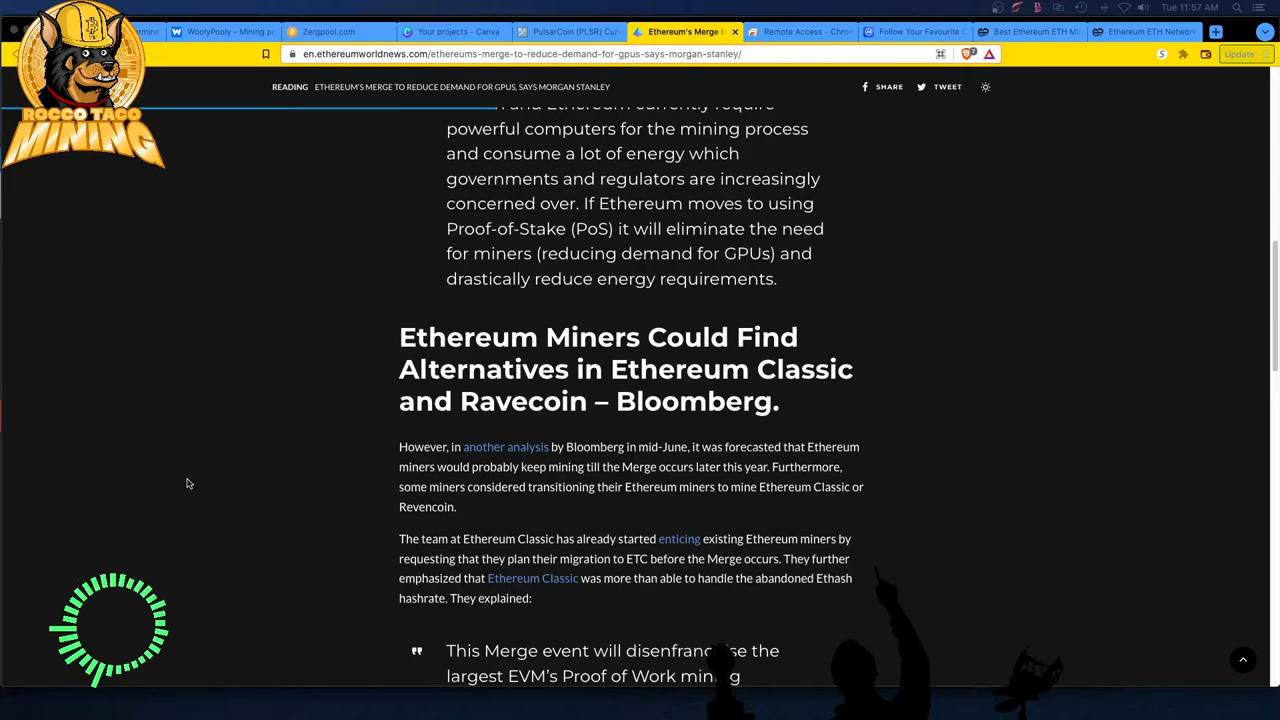 Tue 11:57 AM
ermine
WoolyPooly - Mining po
Zergpool.com
Your projects - Canva
PulsarCoin (PLSR) Cur
Ethereum's Merge t
Remote Access - Chrom
Follow Your Favourite C
Best Ethereum ETH Mi
Ethereum ETH Network
en.ethereumworldnews.com/ethereums-merge-to-reduce-demand-for-gpus-says-morgan-stanley/
7
Update
ROCCO TACO
MINING
READING ETHEREUM'S MERGE TO REDUCE DEMAND FOR GPUS, SAYS MORGAN STANLEY
SHARE
TWEET
and Ethereum currently require
powerful computers for the mining process
and consume a lot of energy which
governments and regulators are increasingly
concerned over. If Ethereum moves to using
Proof-of-Stake (PoS) it will eliminate the need
for miners (reducing demand for GPUs) and
drastically reduce energy requirements.
Ethereum Miners Could Find
Alternatives in Ethereum Classic
and Ravecoin – Bloomberg.
However, in another analysis by Bloomberg in mid-June, it was forecasted that Ethereum
miners would probably keep mining till the Merge occurs later this year. Furthermore,
some miners considered transitioning their Ethereum miners to mine Ethereum Classic or
Revencoin.
The team at Ethereum Classic has already started enticing existing Ethereum miners by
requesting that they plan their migration to ETC before the Merge occurs. They further
emphasized that Ethereum Classic was more than able to handle the abandoned Ethash
hashrate. They explained:
" This Merge event will disenfranchise the
largest EVM's Proof of Work mining